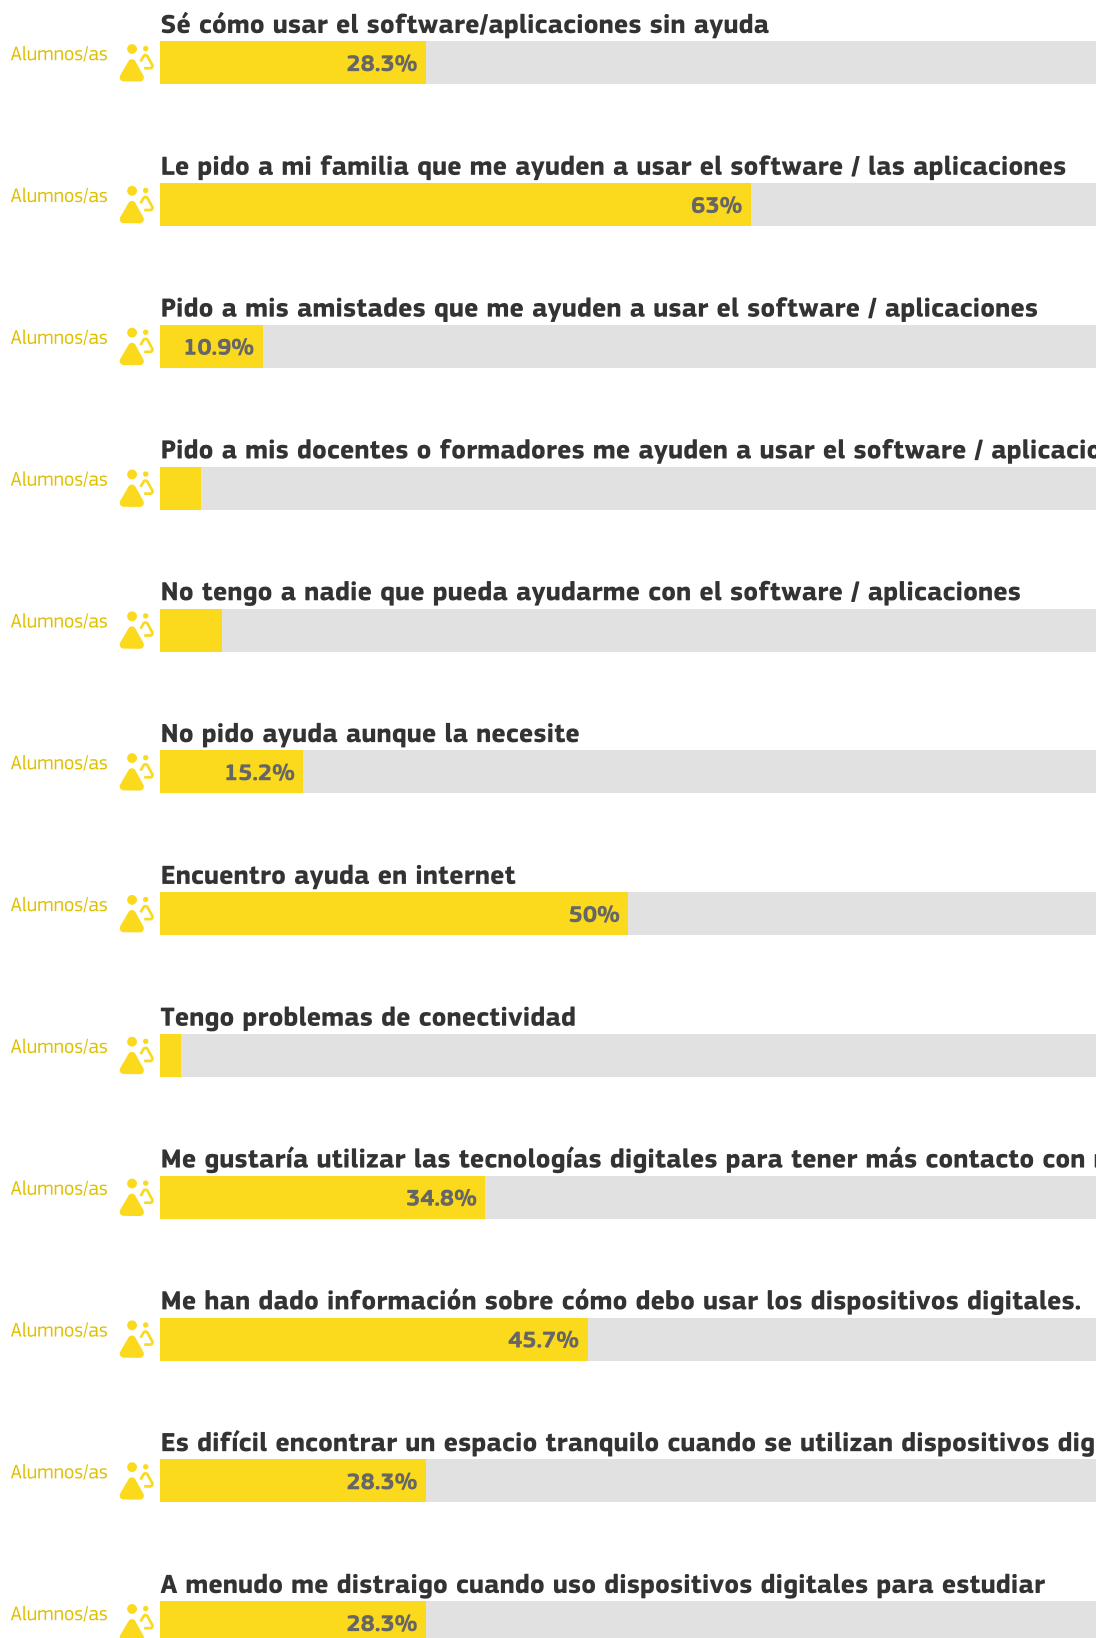 Sé cómo usar el software/aplicaciones sin ayuda
Alumnos/as
28.3%
Le pido a mi familia que me ayuden a usar el software / las aplicaciones
Alumnos/as
63%
Pido a mis amistades que me ayuden a usar el software / aplicaciones
Alumnos/as
10.9%
Pido a mis docentes o formadores me ayuden a usar el software / aplicacio
Alumnos/as
No tengo a nadie que pueda ayudarme con el software / aplicaciones
Alumnos/as
No pido ayuda aunque la necesite
Alumnos/as
15.2%
Encuentro ayuda en internet
Alumnos/as
50%
Tengo problemas de conectividad
Alumnos/as
Me gustaría utilizar las tecnologías digitales para tener más contacto con
Alumnos/as
34.8%
Me han dado información sobre cómo debo usar los dispositivos digitales.
Alumnos/as
45.7%
Es difícil encontrar un espacio tranquilo cuando se utilizan dispositivos dig
Alumnos/as
28.3%
A menudo me distraigo cuando uso dispositivos digitales para estudiar
Alumnos/as
28.3%